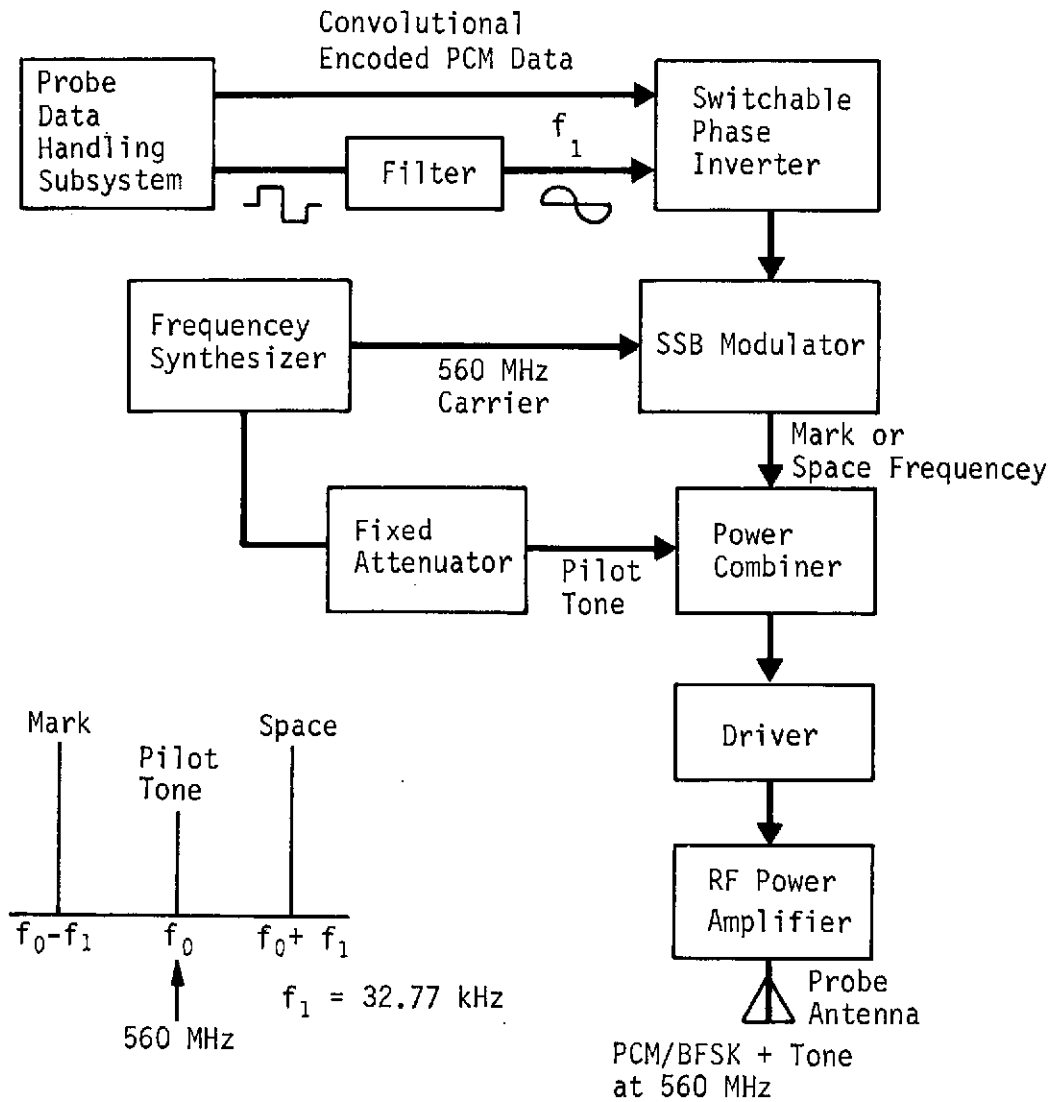 Convolutional
Encoded PCM Data
Probe
Data
Handling
Subsystem
Filter
f1
Switchable
Phase
Inverter
Frequencey
Synthesizer
560 MHz
Carrier
SSB Modulator
Mark or
Space Frequencey
Fixed
Attenuator
Pilot
Tone
Power
Combiner
Driver
RF Power
Amplifier
Probe
Antenna
PCM/BFSK + Tone
at 560 MHz
Mark
Pilot
Tone
Space
f0-f1
f0
f0+ f1
f1 = 32.77 kHz
560 MHz